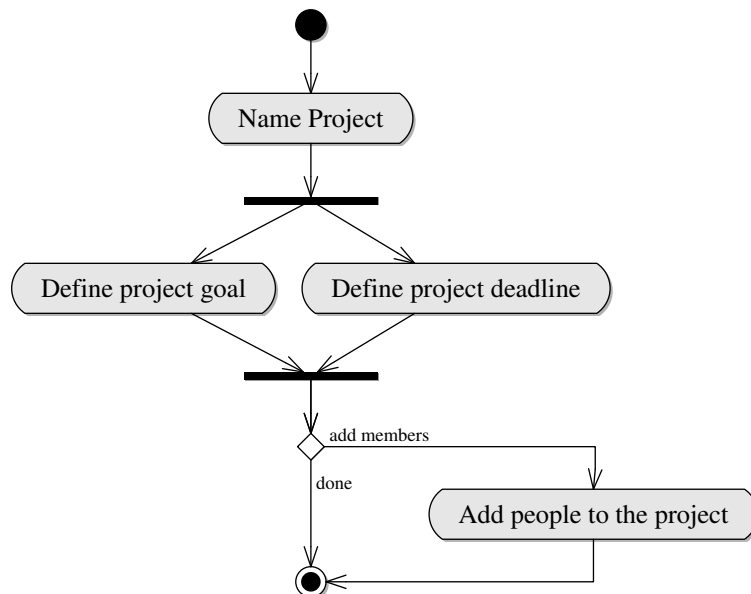 Name Project
Define project goal
Define project deadline
add members
done
Add people to the project